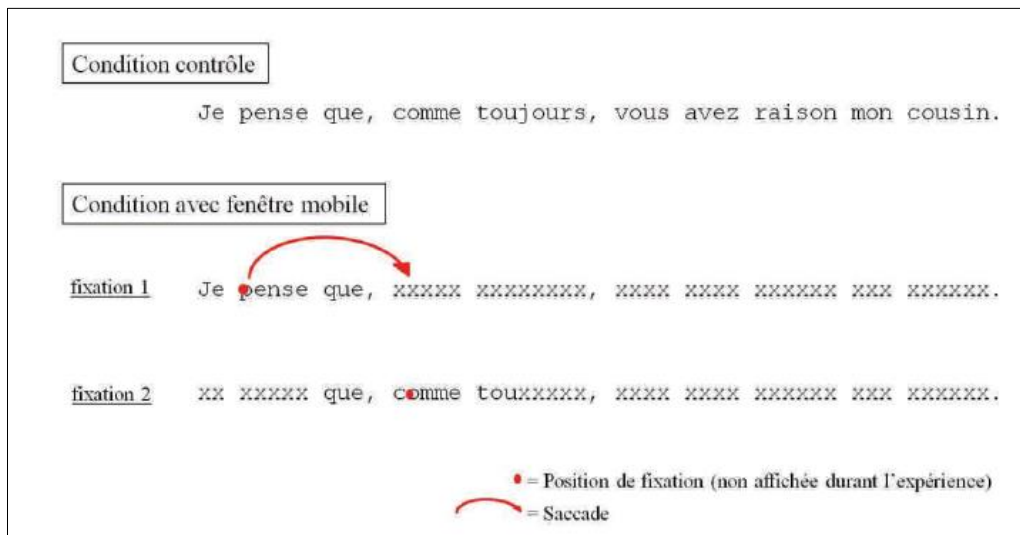 Condition contrôle
Je pense que, comme toujours, vous avez raison mon cousin.
Condition avec fenêtre mobile
fixation 1 Je pense que, xxxxx xxxxxxxx, xxxx xxxx xxxxxx xxx xxxxxx.
fixation 2 xx xxxxx que, comme touxxxxx, xxxx xxxx xxxxxx xxx xxxxxx.
= Position de fixation (non affichée durant l'expérience)
= Saccade